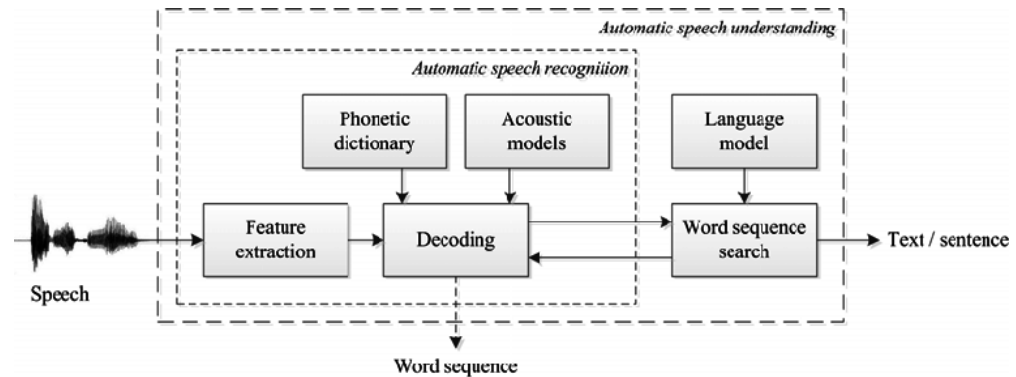 Automatic speech understanding
Automatic speech recognition
Phonetic
dictionary
Acoustic
models
Language
model
Feature
extraction
Decoding
Word sequence
search
Text / sentence
Speech
Word sequence